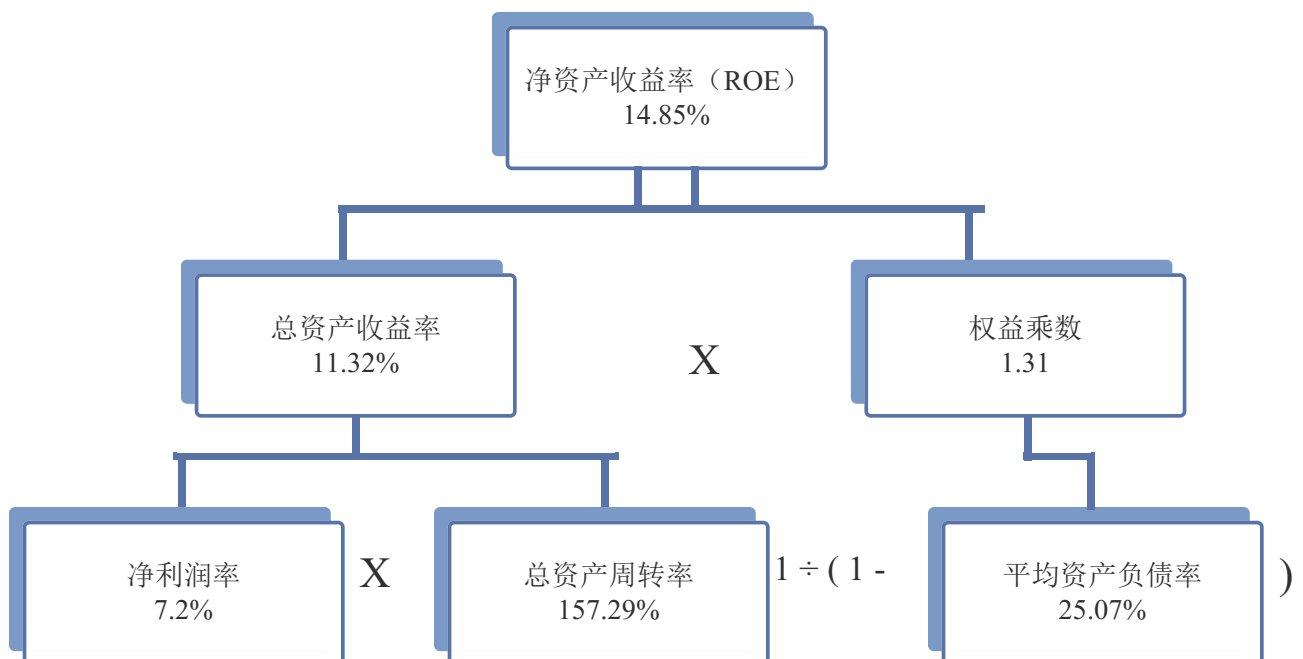 净资产收益率（ROE）
14.85%
总资产收益率
11.32%
X
权益乘数
1.31
净利润率
7.2%
X
总资产周转率
157.29%
1 ÷ ( 1 -
平均资产负债率
25.07%
)